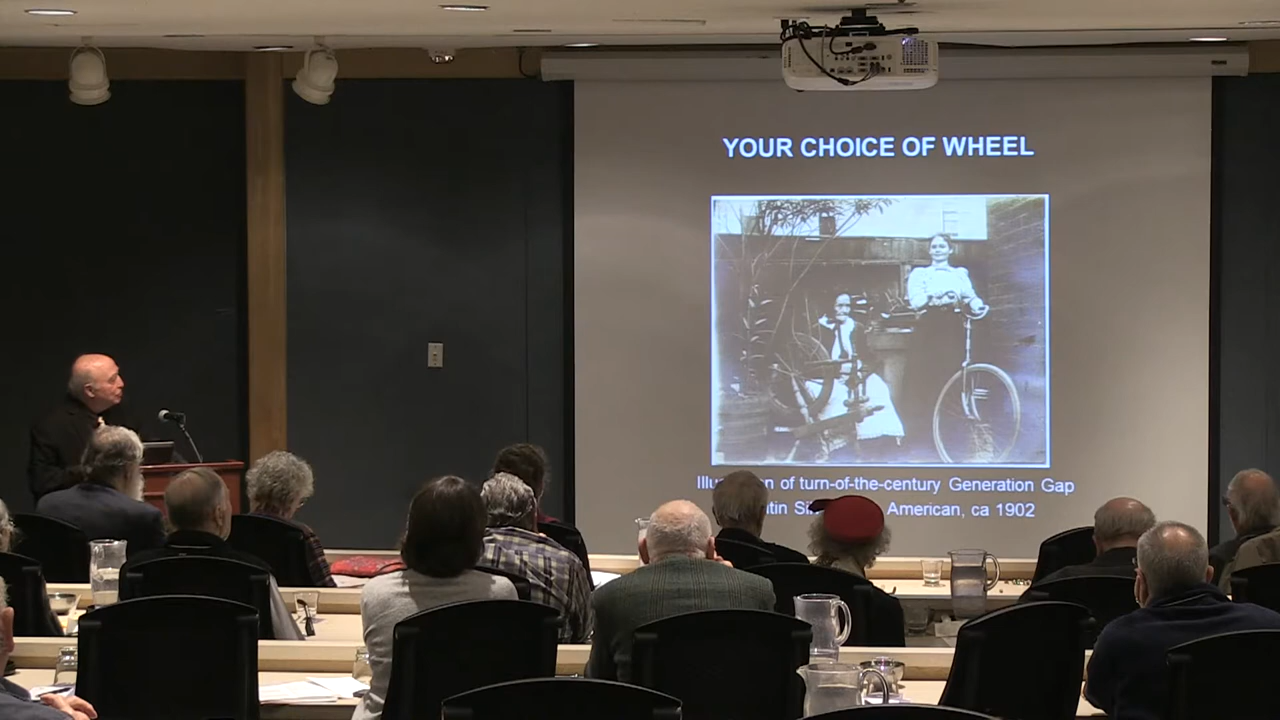 YOUR CHOICE OF WHEEL
of turn-of-the-century Generation Gap
American, ca 1902